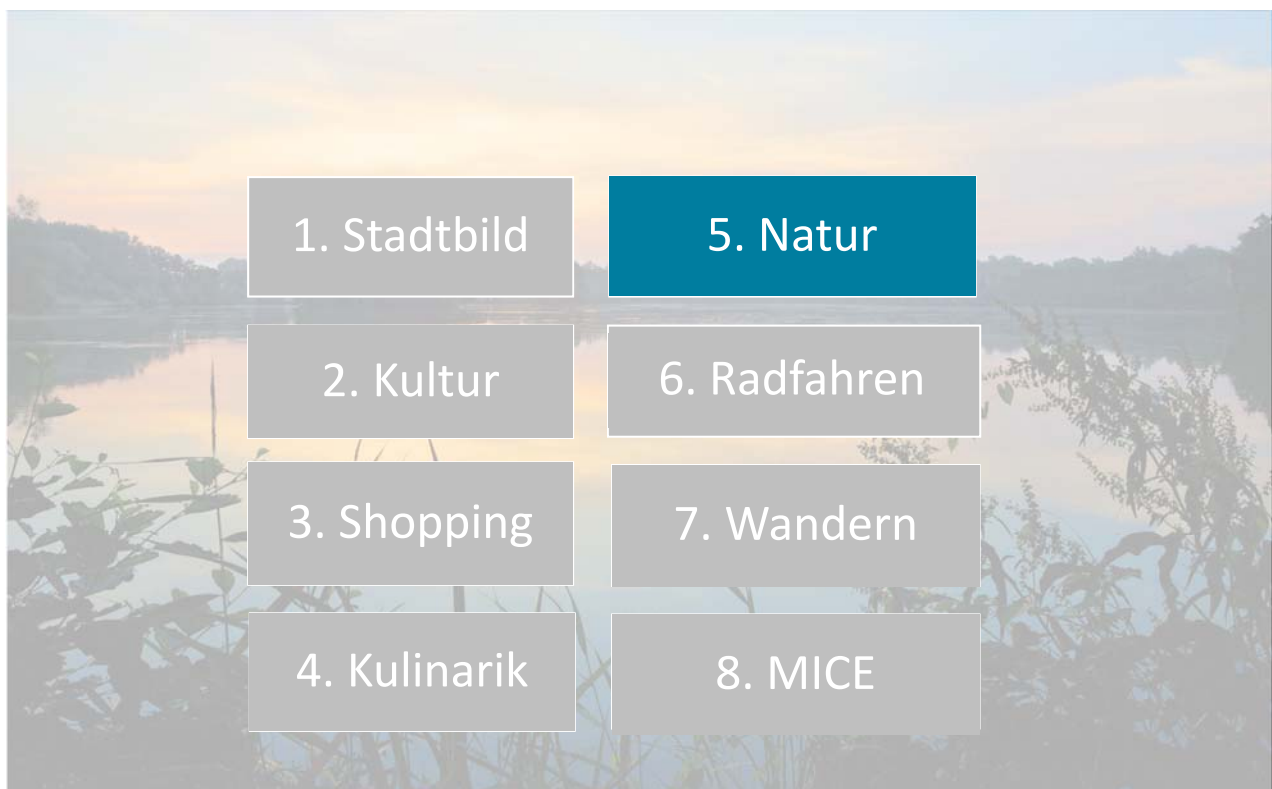 1. Stadtbild
2. Kultur
3. Shopping
4. Kulinarik
5. Natur
6. Radfahren
7. Wandern
8. MICE